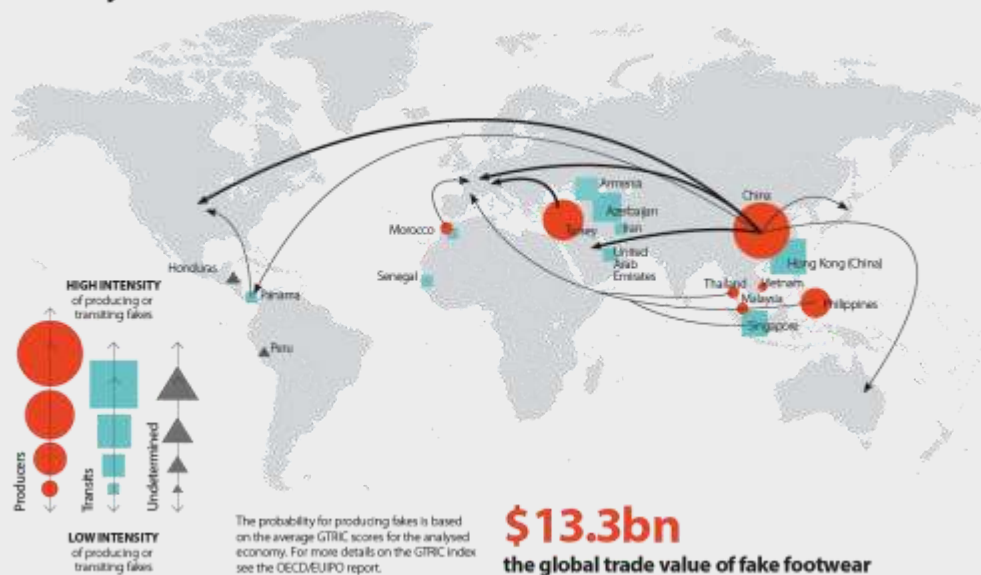 China
Armenia
Azerbaijan
Turkey
Iran
Morocco
United
Arab
Emirates
Hong Kong (China)
Senegal
Honduras
Thailand
Vietnam
Malaysia
Philippines
Panama
Singapore
Peru
HIGH INTENSITY
of producing or
transiting fakes
Producers
Transits
Undetermined
LOW INTENSITY
of producing or
transiting fakes
The probability for producing fakes is based
on the average GTRIC scores for the analysed
economy. For more details on the GTRIC index
see the OECD/EUIPO report.
$13.3bn
the global trade value of fake footwear